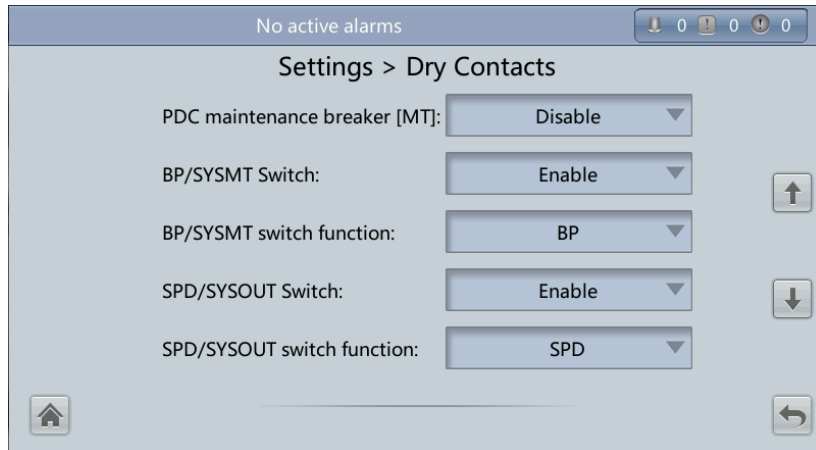 No active alarms 0 0 0
Settings > Dry Contacts
PDC maintenance breaker [MT]: Disable
BP/SYSMT Switch: Enable
BP/SYSMT switch function: BP
SPD/SYSOUT Switch: Enable
SPD/SYSOUT switch function: SPD